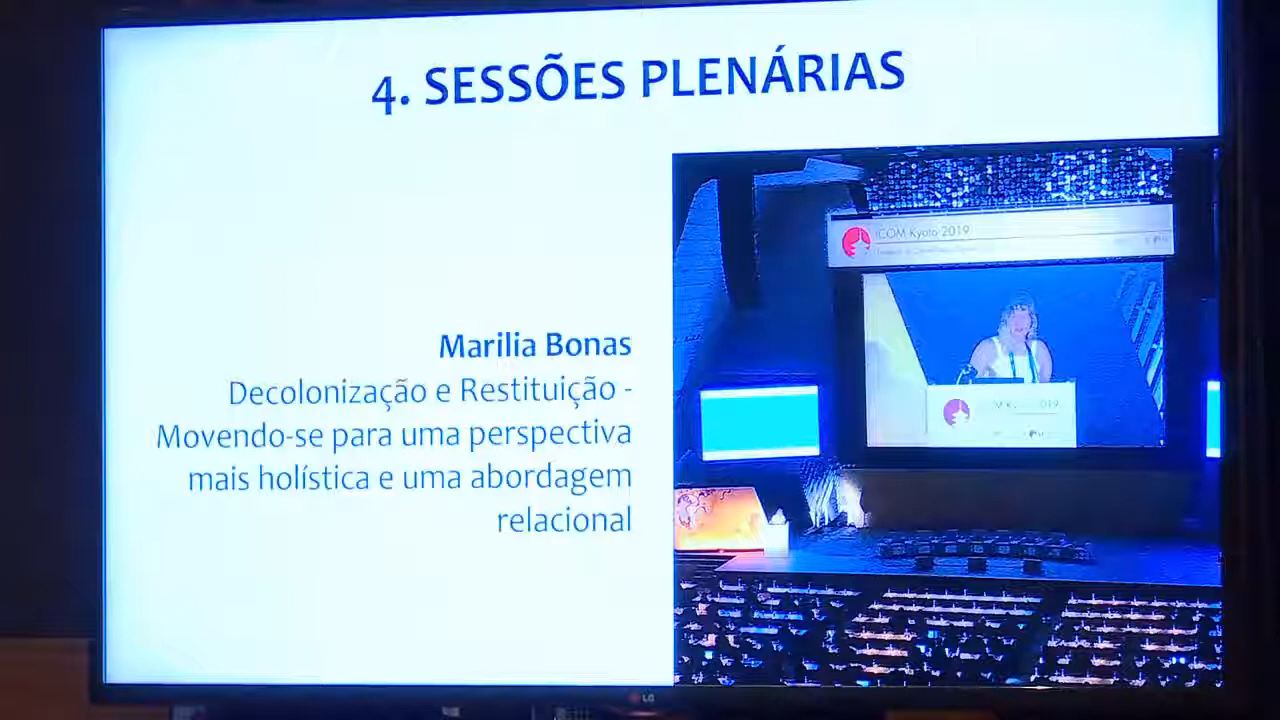 4. SESSÕES PLENÁRIAS
ICOM Kyoto 2019
Marilia Bonas
Decolonização e Restituição -
Movendo-se para uma perspectiva
mais holística e uma abordagem
relacional
LG